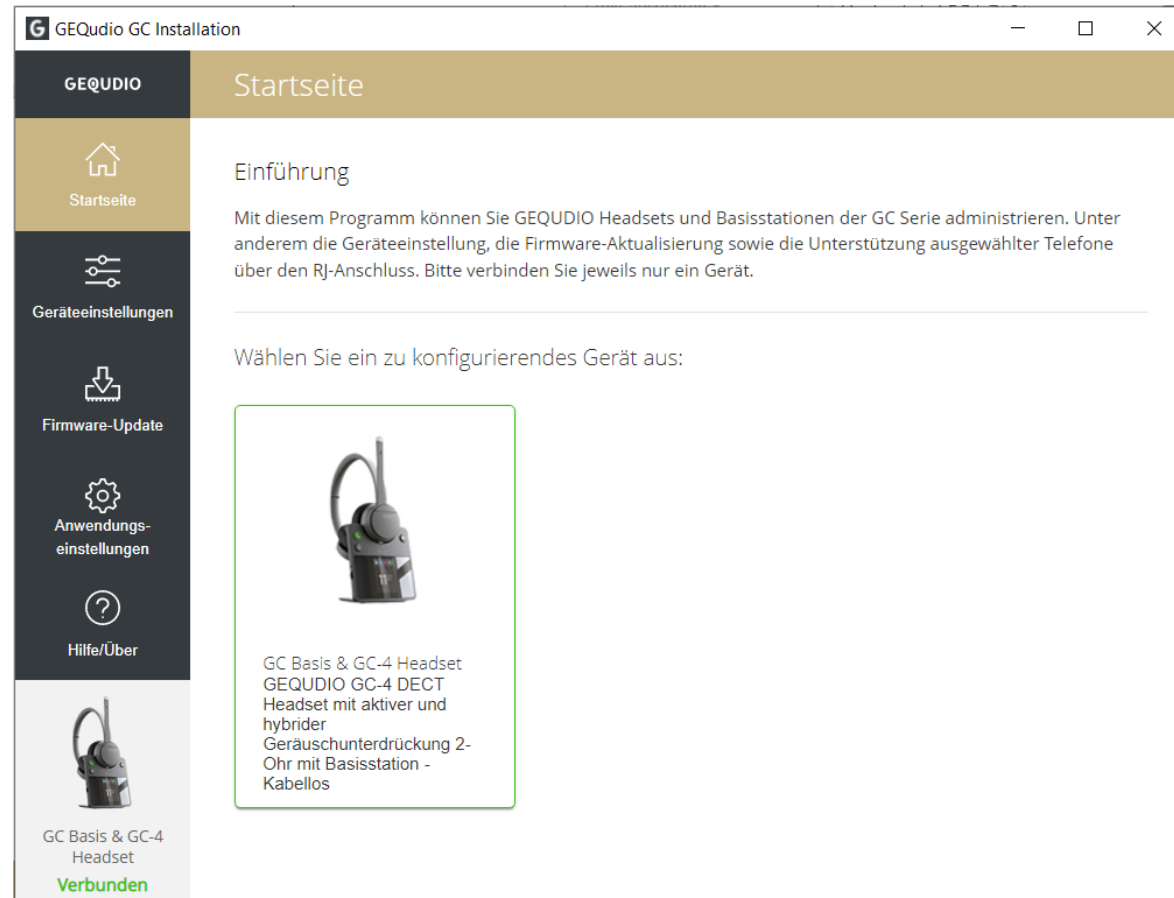 GEQudio GC Installation
GEQUDIO
Startseite
Startseite
Geräteeinstellungen
Firmware-Update
Anwendungs-
einstellungen
Hilfe/Über
GC Basis & GC-4
Headset
Verbunden
Einführung
Mit diesem Programm können Sie GEQUDIO Headsets und Basisstationen der GC Serie administrieren. Unter
anderem die Geräteeinstellung, die Firmware-Aktualisierung sowie die Unterstützung ausgewählter Telefone
über den RJ-Anschluss. Bitte verbinden Sie jeweils nur ein Gerät.
Wählen Sie ein zu konfigurierendes Gerät aus:
GC Basis & GC-4 Headset
GEQUDIO GC-4 DECT
Headset mit aktiver und
hybrider
Geräuschunterdrückung 2-
Ohr mit Basisstation -
Kabellos